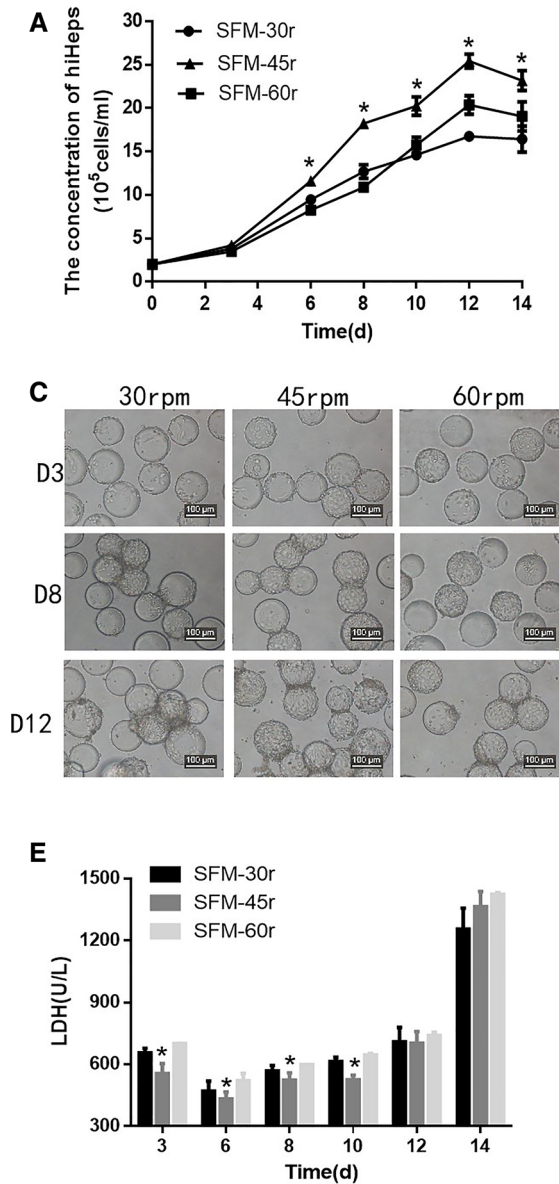 A
The concentration of hiHeps
(10⁵cells/ml)
30
25
20
15
10
5
0
SFM-30r
SFM-45r
SFM-60r
*
*
*
*
*
0 2 4 6 8 10 12 14
Time(d)
C
30rpm 45rpm 60rpm
D3
100 µm 100 µm 100 µm
D8
100 µm 100 µm 100 µm
D12
100 µm 100 µm 100 µm
E
LDH(U/L)
1500
1200
900
600
300
SFM-30r
SFM-45r
SFM-60r
* * * *
3 6 8 10 12 14
Time(d)